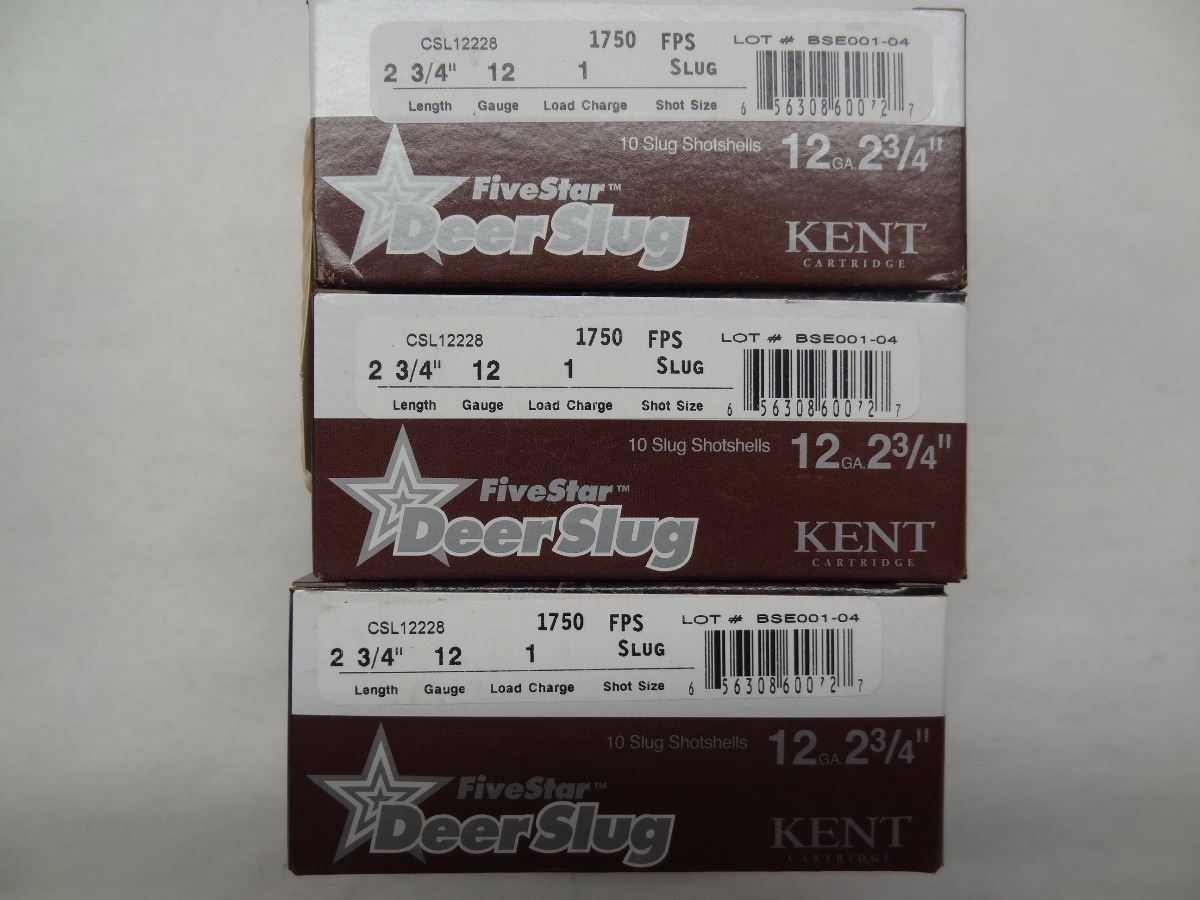 CSL12228 1750 FPS LOT # BSE001-04
2 3/4" 12 1 SLUG
Length Gauge Load Charge Shot Size 6 56308 60072 7
10 Slug Shotshells 12 GA. 2 3/4"
FiveStar™
Deer Slug KENT
CARTRIDGE
CSL12228 1750 FPS LOT # BSE001-04
2 3/4" 12 1 SLUG
Length Gauge Load Charge Shot Size 6 56308 60072 7
10 Slug Shotshells 12 GA. 2 3/4"
FiveStar™
Deer Slug KENT
CARTRIDGE
CSL12228 1750 FPS LOT # BSE001-04
2 3/4" 12 1 SLUG
Length Gauge Load Charge Shot Size 6 56308 60072 7
10 Slug Shotshells 12 GA. 2 3/4"
FiveStar™
Deer Slug KENT
CARTRIDGE